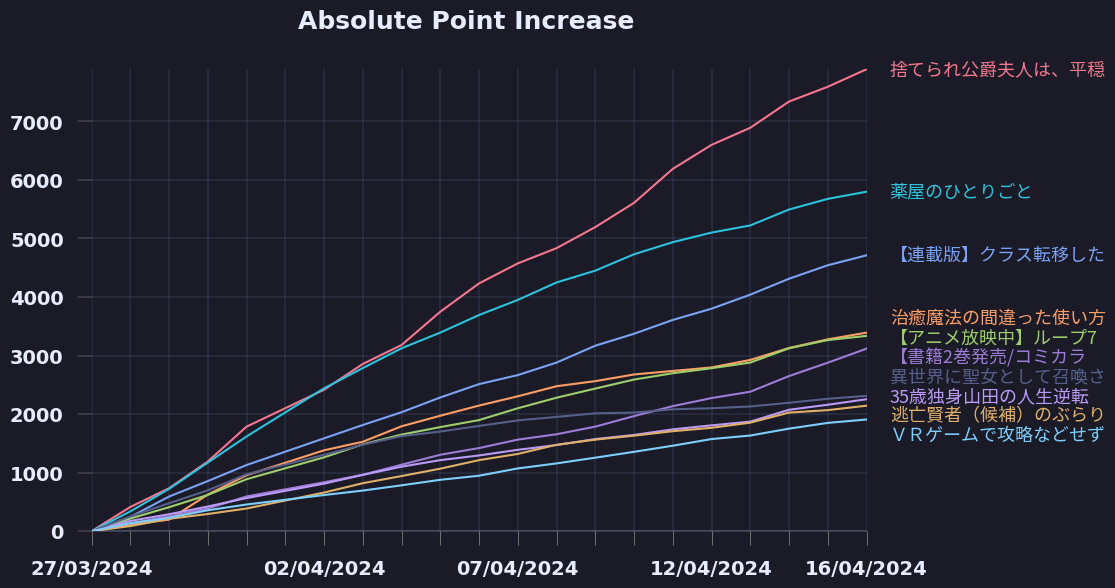 Absolute Point Increase
7000
6000
5000
4000
3000
2000
1000
0
27/03/2024
02/04/2024
07/04/2024
12/04/2024
16/04/2024
捨てられ公爵夫人は、平穏
薬屋のひとりごと
【連載版】クラス転移した
治癒魔法の間違った使い方
【アニメ放映中】ループ7
【書籍2巻発売/コミカラ
異世界に聖女として召喚さ
35歳独身山田の人生逆転
逃亡賢者（候補）のぶらり
ＶＲゲームで攻略などせず